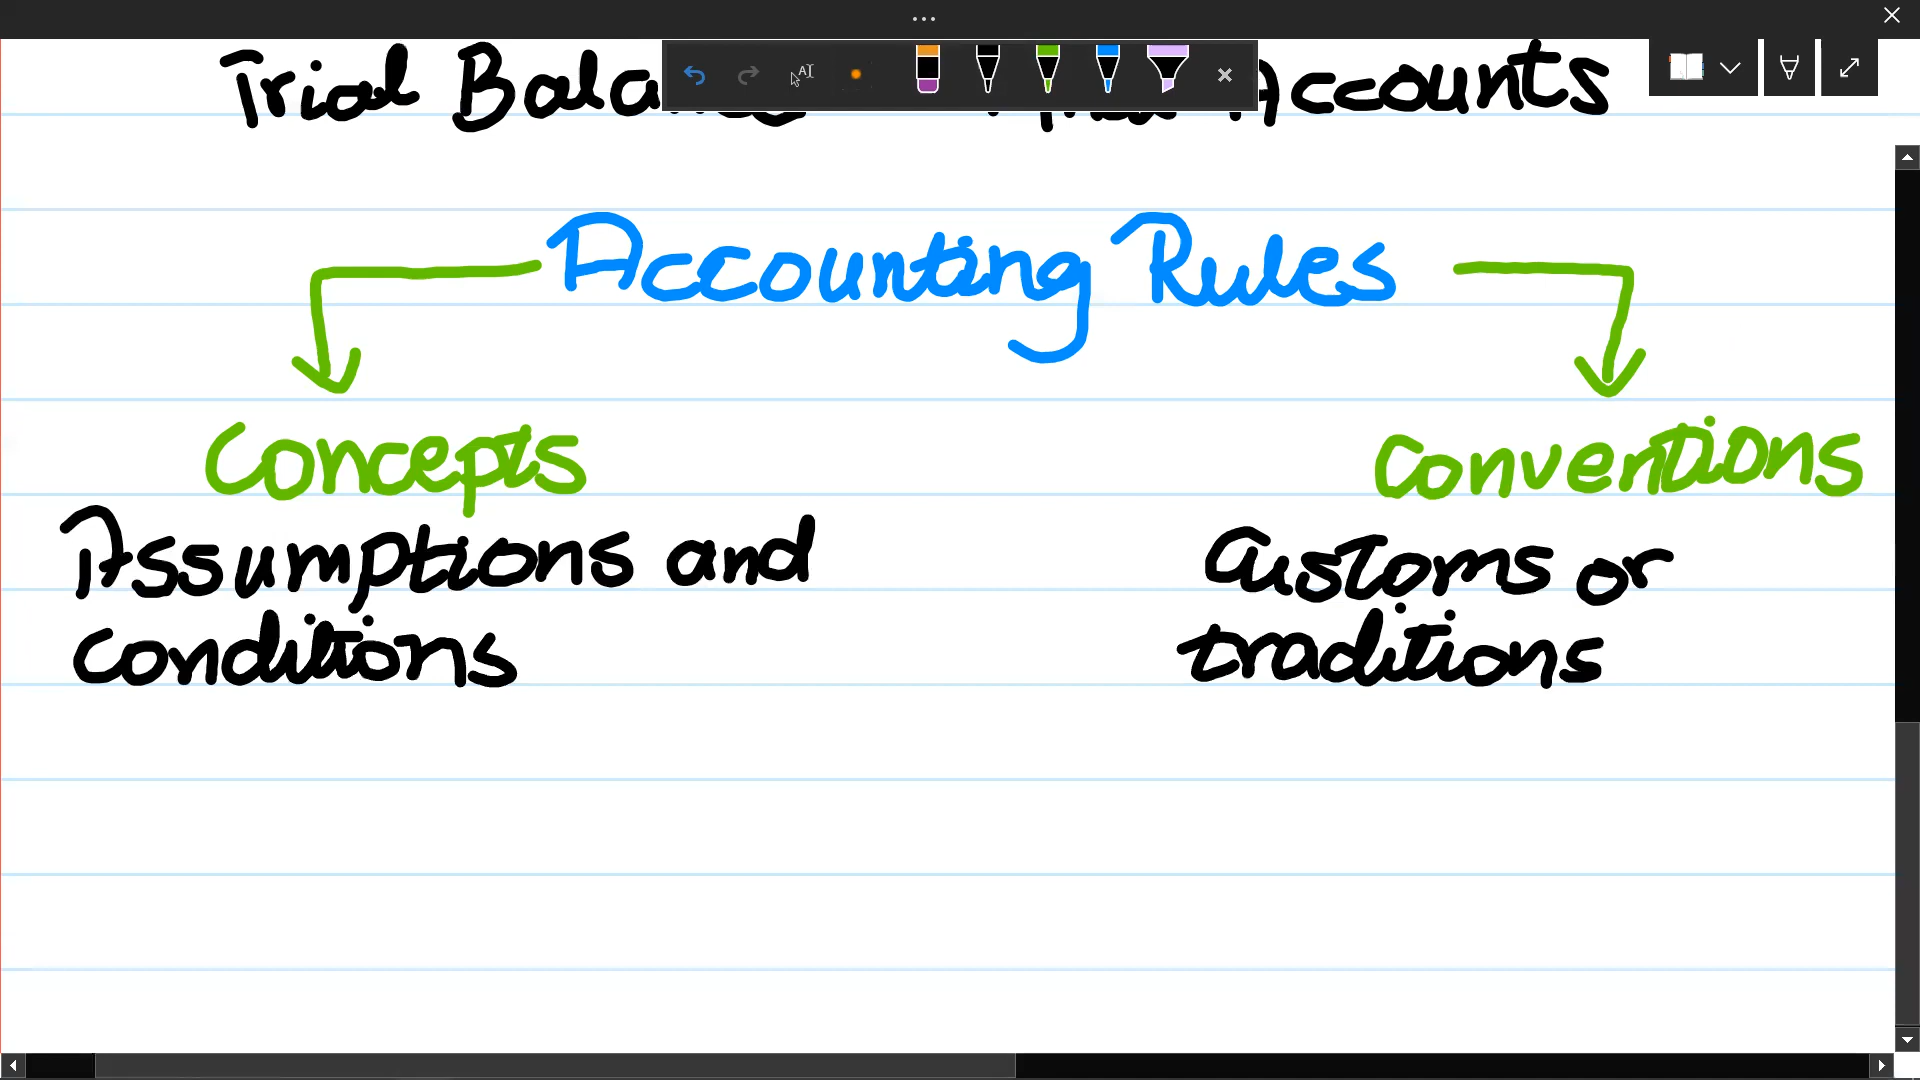 Trial Bala Accounts
Accounting Rules
Concepts Conventions
Assumptions and Customs or
conditions traditions